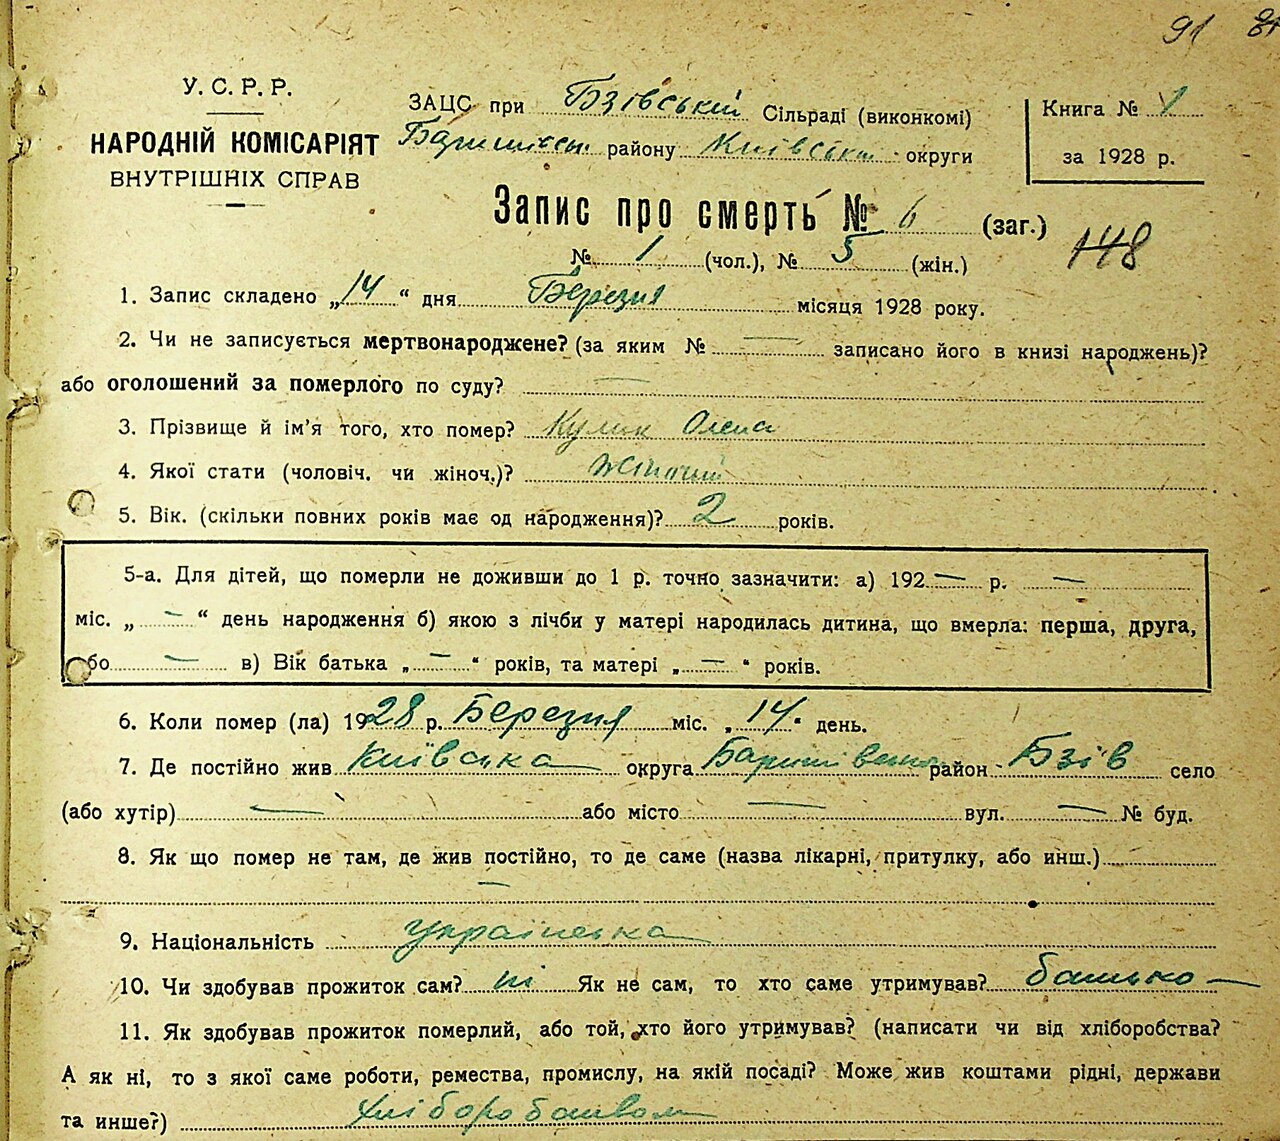 91
У. С. Р. Р.
НАРОДНІЙ КОМІСАРІЯТ
ВНУТРІШНІХ СПРАВ
ЗАЦС при Бзівській Сільраді (виконкомі)
району Київської округи
Книга № 1
за 1928 р.
Запис про смерть № 6 (заг.)
№ 1 (чол.), № 5 (жін.)
148
1. Запис складено „14“ дня Березня місяця 1928 року.
2. Чи не записується мертвонароджене? (за яким № — записано його в книзі народжень)?
або оголошений за померлого по суду? —
3. Прізвище й ім’я того, хто помер? Кулик Олена
4. Якої стати (чоловіч. чи жіноч.)? жіночий
5. Вік. (скільки повних років має од народження)? 2 років.
5-а. Для дітей, що померли не доживши до 1 р. точно зазначити: а) 192 — р. —
міс. „ — “ день народження б) якою з лічби у матері народилась дитина, що вмерла: перша, друга,
або — в) Вік батька „ — “ років, та матері „ — “ років.
6. Коли помер (ла) 1928 р. Березня міс. „14“ день.
7. Де постійно жив Київська округа Баришівський район Бзів село
(або хутір) — або місто — вул. — № буд.
8. Як що помер не там, де жив постійно, то де саме (назва лікарні, притулку, або инш.)
—
9. Національність українська
10. Чи здобував прожиток сам? ні Як не сам, то хто саме утримував? батько —
11. Як здобував прожиток померлий, або той, хто його утримував? (написати чи від хліборобства?
А як ні, то з якої саме роботи, ремества, промислу, на якій посаді? Може жив коштами рідні, держави
та инше?) хліборобством